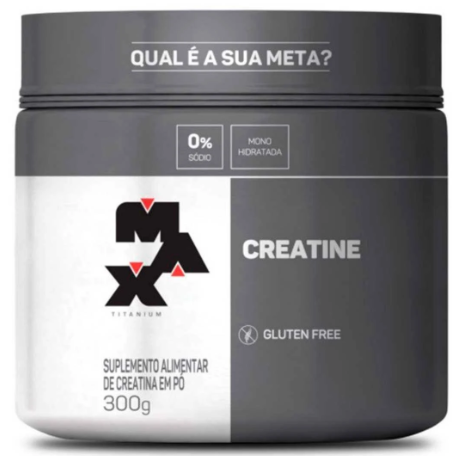 QUAL É A SUA META?
0%
SÓDIO
MONO
HIDRATADA
MAX
TITANIUM
CREATINE
GLUTEN FREE
SUPLEMENTO ALIMENTAR
DE CREATINA EM PÓ
300g